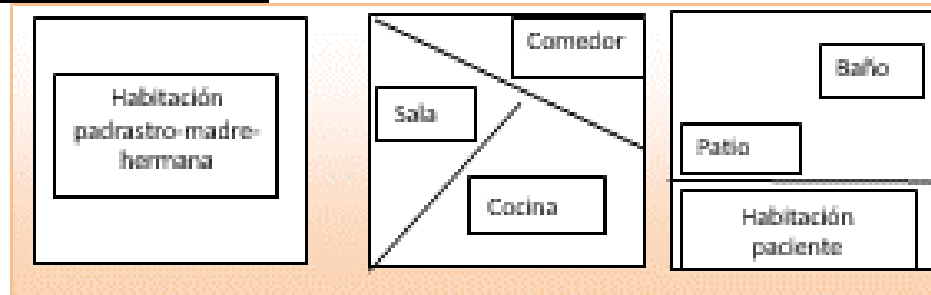 Habitación
padrastro-madre-
hermana
Comedor
Sala
Cocina
Baño
Patio
Habitación
paciente